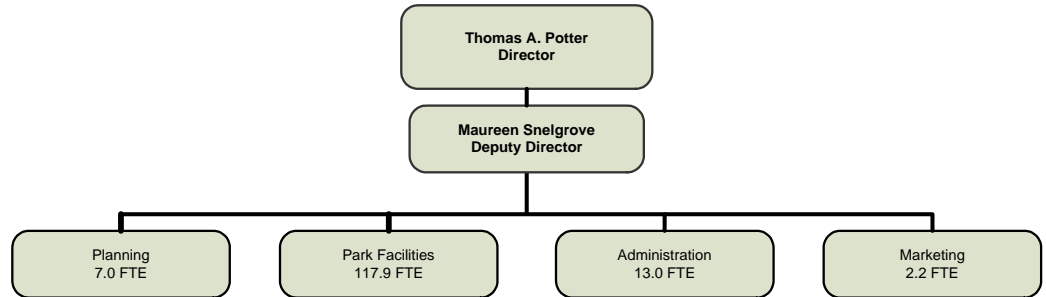 Thomas A. Potter
Director
Maureen Snelgrove
Deputy Director
Planning
7.0 FTE
Park Facilities
117.9 FTE
Administration
13.0 FTE
Marketing
2.2 FTE